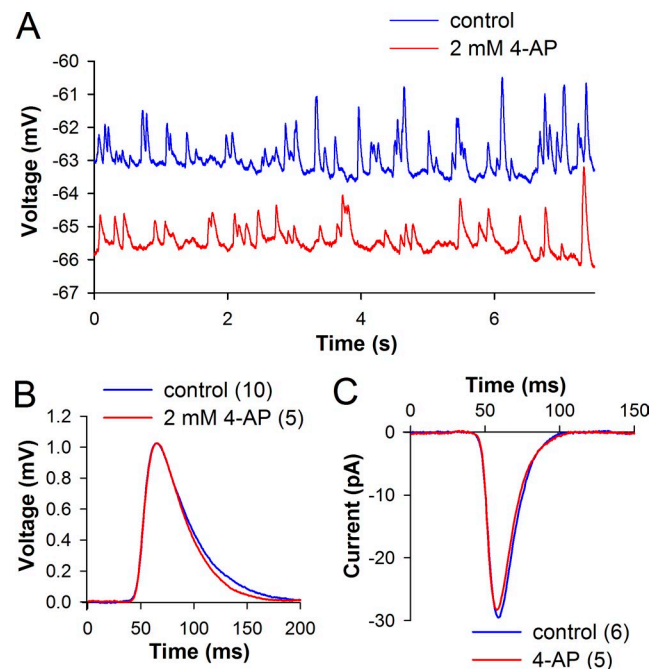 A
control
2 mM 4-AP
-60
-61
-62
-63
-64
-65
-66
-67
Voltage (mV)
0 2 4 6
Time (s)
B
control (10)
2 mM 4-AP (5)
1.2
1.0
0.8
0.6
0.4
0.2
0.0
Voltage (mV)
0 50 100 150 200
Time (ms)
C
Time (ms)
0 50 100 150
0
-10
-20
-30
Current (pA)
control (6)
4-AP (5)